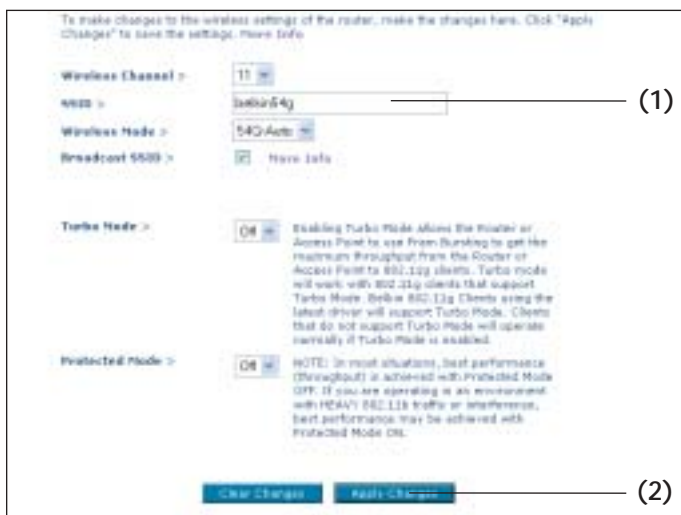 To make changes to the wireless settings of the router, make the changes here. Click "Apply
Changes" to save the settings. More Info
Wireless Channel > 11
SSID > belkin54g (1)
Wireless Mode > 54G-Auto
Broadcast SSID > More Info
Turbo Mode > Off Enabling Turbo Mode allows the Router or
Access Point to use Fram Bursting to get the
maximum throughput from the Router or
Access Point to 802.11g clients. Turbo mode
will work with 802.11g clients that support
Turbo Mode. Belkin 802.11g Clients using the
latest driver will support Turbo Mode. Clients
that do not support Turbo Mode will operate
normally if Turbo Mode is enabled.
Protected Mode > Off NOTE: In most situations, best performance
(throughput) is achieved with Protected Mode
OFF. If you are operating in an environment
with HEAVY 802.11b traffic or interference,
best performance may be achieved with
Protected Mode ON.
Clear Changes Apply Changes (2)